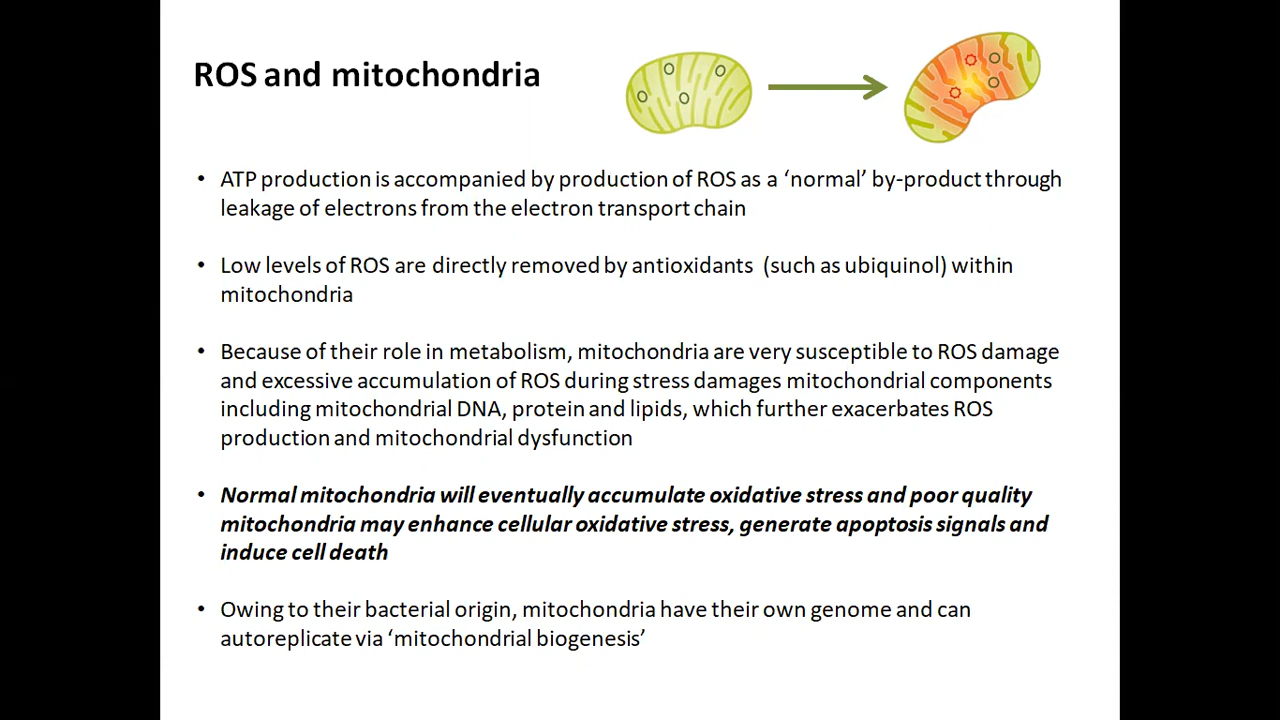 ROS and mitochondria
• ATP production is accompanied by production of ROS as a ‘normal’ by-product through
leakage of electrons from the electron transport chain
• Low levels of ROS are directly removed by antioxidants (such as ubiquinol) within
mitochondria
• Because of their role in metabolism, mitochondria are very susceptible to ROS damage
and excessive accumulation of ROS during stress damages mitochondrial components
including mitochondrial DNA, protein and lipids, which further exacerbates ROS
production and mitochondrial dysfunction
• Normal mitochondria will eventually accumulate oxidative stress and poor quality
mitochondria may enhance cellular oxidative stress, generate apoptosis signals and
induce cell death
• Owing to their bacterial origin, mitochondria have their own genome and can
autoreplicate via ‘mitochondrial biogenesis’